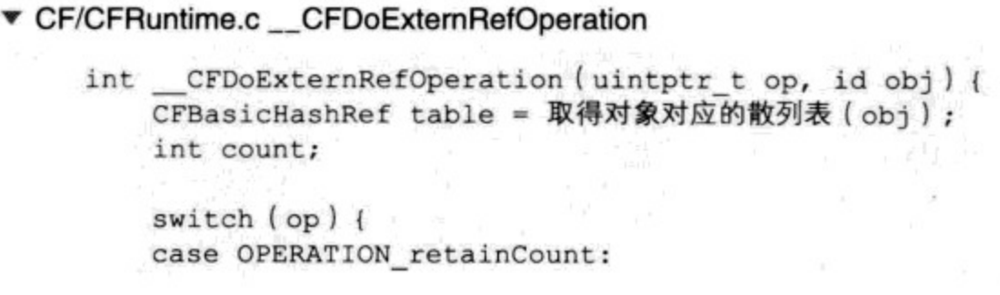 ▼ CF/CFRuntime.c __CFDoExternRefOperation
int __CFDoExternRefOperation(uintptr_t op, id obj){
CFBasicHashRef table = 取得对象对应的散列表(obj);
int count;
switch(op){
case OPERATION_retainCount: